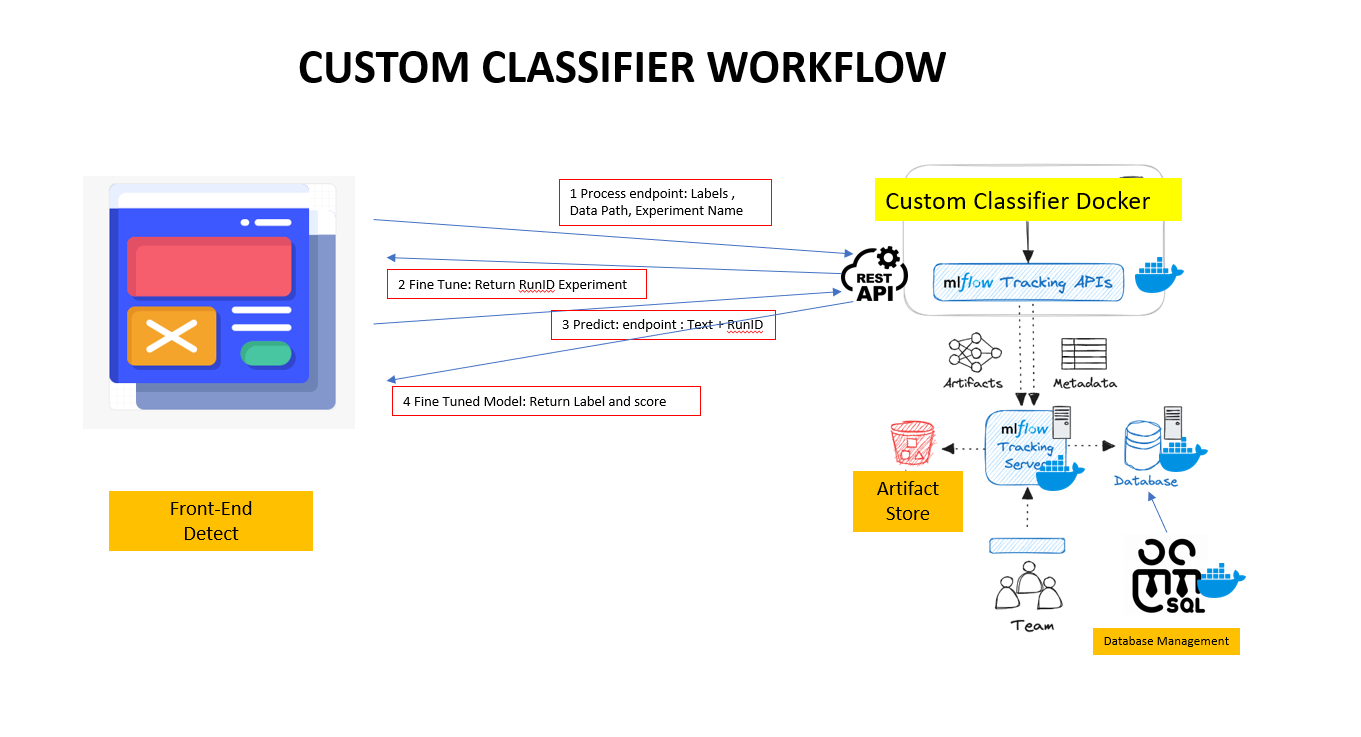 CUSTOM CLASSIFIER WORKFLOW
1 Process endpoint: Labels ,
Data Path, Experiment Name
2 Fine Tune: Return RunID Experiment
3 Predict: endpoint : Text + RunID
4 Fine Tuned Model: Return Label and score
Front-End
Detect
REST
API
Custom Classifier Docker
mlflow Tracking APIs
Artifacts
Metadata
mlflow
Tracking
Server
Database
Artifact
Store
Team
SQL
Database Management